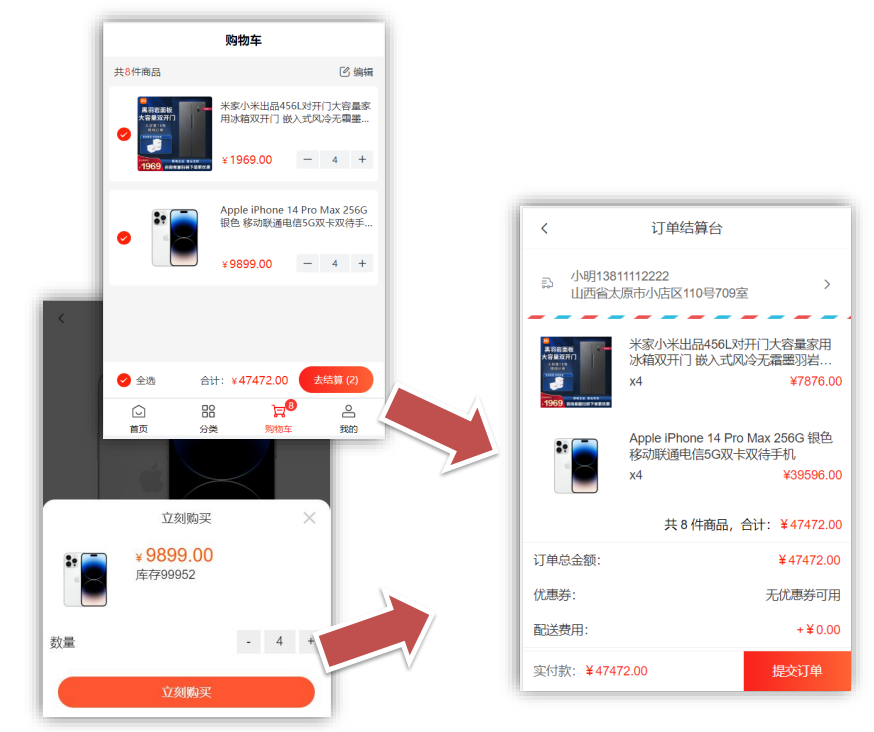 购物车
共8件商品
编辑
黑羽岩面板
大容量双开门
1969
米家小米出品456L对开门大容量家
用冰箱双开门 嵌入式风冷无霜墨...
¥1969.00
— 4 +
Apple iPhone 14 Pro Max 256G
银色 移动联通电信5G双卡双待手...
¥9899.00
— 4 +
全选
合计：¥47472.00
去结算 (2)
8
首页
分类
购物车
我的
立刻购买
¥9899.00
库存99952
数量
- 4 +
立刻购买
订单结算台
小明13811112222
山西省太原市小店区110号709室
黑羽岩面板
大容量双开门
1969
米家小米出品456L对开门大容量家用
冰箱双开门 嵌入式风冷无霜墨羽岩...
x4
¥7876.00
Apple iPhone 14 Pro Max 256G 银色
移动联通电信5G双卡双待手机
x4
¥39596.00
共 8 件商品，合计：¥47472.00
订单总金额：
¥47472.00
优惠券：
无优惠券可用
配送费用：
+¥0.00
实付款：¥47472.00
提交订单